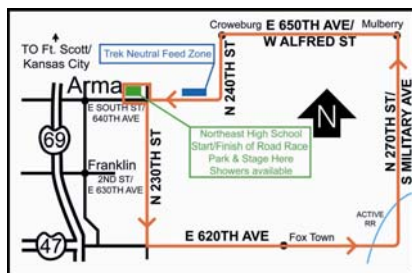 Croweburg
E 650TH AVE/
W ALFRED ST
Mulberry
TO Ft. Scott/
Kansas City
Trek Neutral Feed Zone
Arma
E SOUTH ST/
640TH AVE
N 240TH ST
N
N 270TH ST/
S MILITARY AVE
69
N 230TH ST
Northeast High School
Start/Finish of Road Race
Park & Stage Here
Showers available
Franklin
2ND ST/
E 630TH AVE
ACTIVE
RR
47
E 620TH AVE
Fox Town